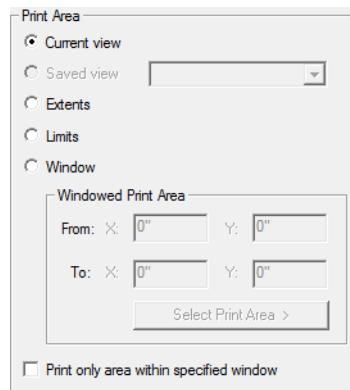 Print Area
Current view
Saved view
Extents
Limits
Window
Windowed Print Area
From: X: 0" Y: 0"
To: X: 0" Y: 0"
Select Print Area >
Print only area within specified window